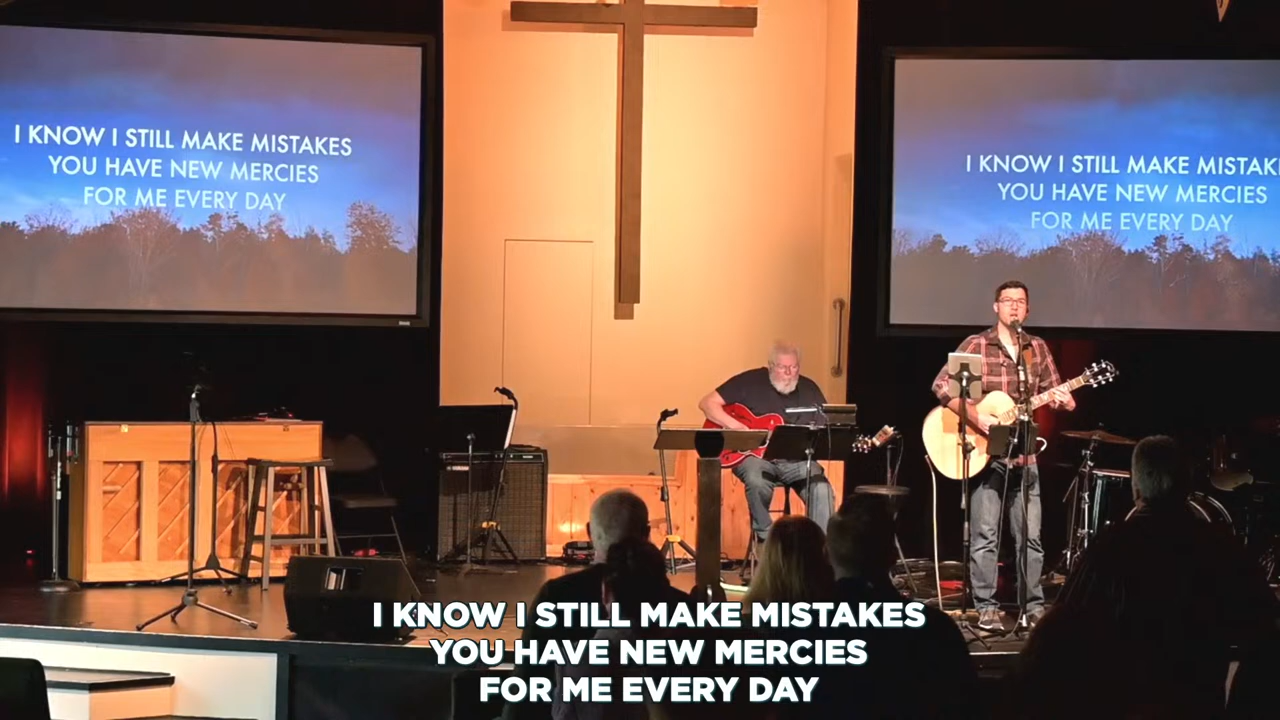 I KNOW I STILL MAKE MISTAKES
YOU HAVE NEW MERCIES
FOR ME EVERY DAY
I KNOW I STILL MAKE MISTAK
YOU HAVE NEW MERCIES
FOR ME EVERY DAY
I KNOW I STILL MAKE MISTAKES
YOU HAVE NEW MERCIES
FOR ME EVERY DAY